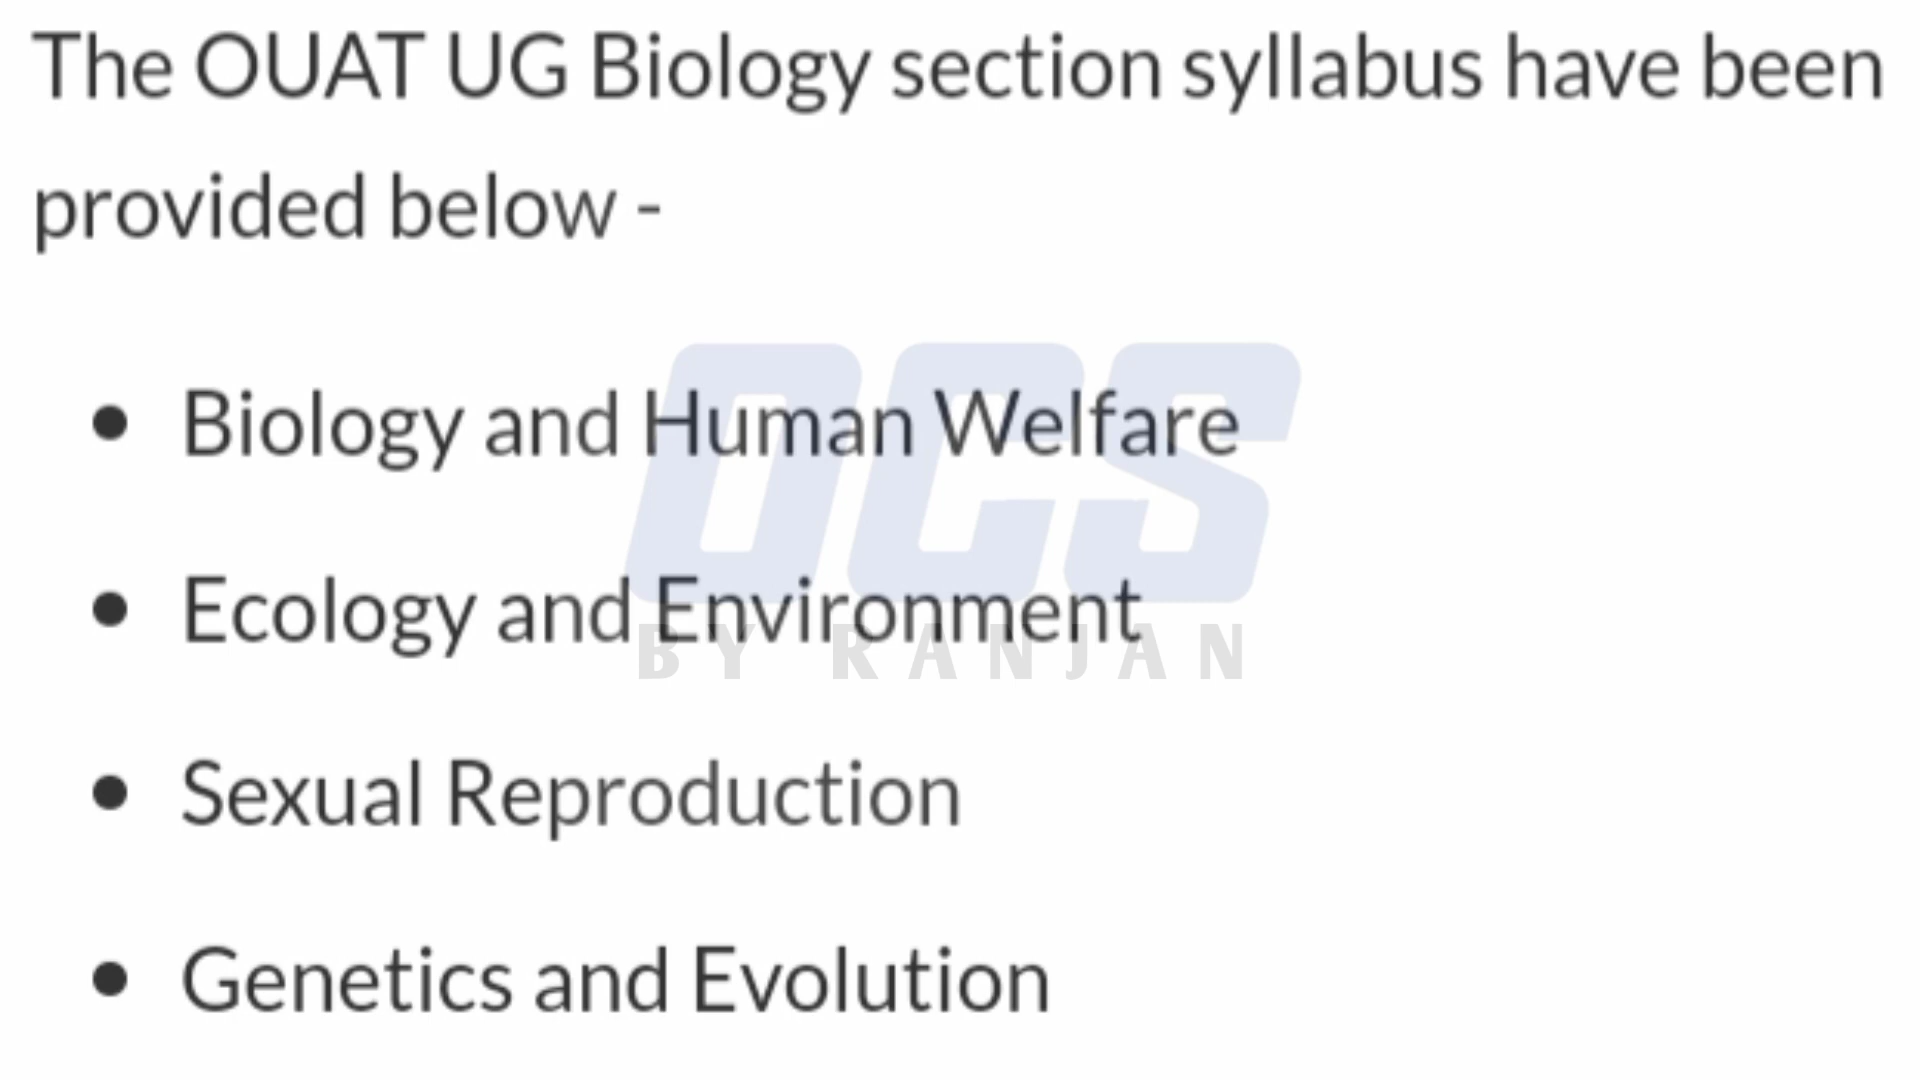 The OUAT UG Biology section syllabus have been
provided below -
• Biology and Human Welfare
• Ecology and Environment
• Sexual Reproduction
• Genetics and Evolution
OCS
BY RANJAN